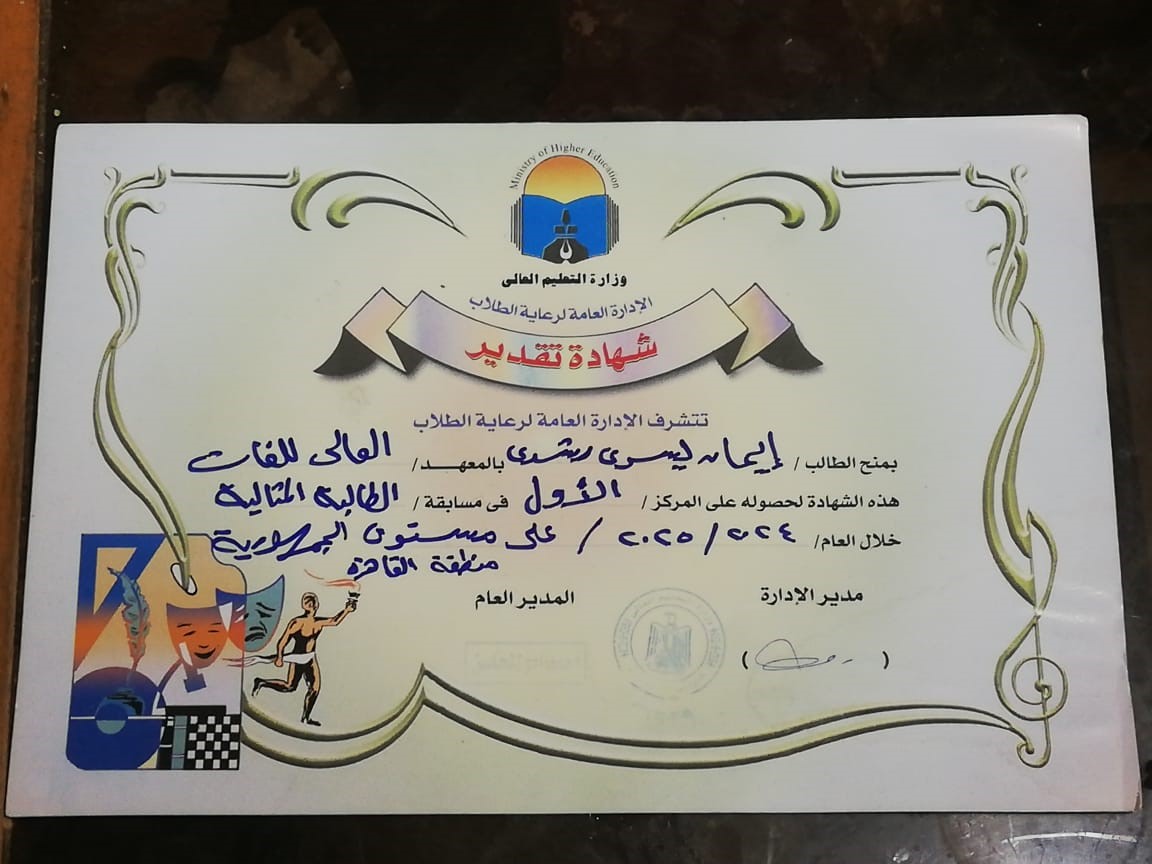 Ministry of Higher Education
وزارة التعليم العالى
الإدارة العامة لرعاية الطلاب
شهادة تقدير
تتشرف الإدارة العامة لرعاية الطلاب
بمنح الطالب / إيمان يسرى رشدى بالمعهد / العالى للغات
هذه الشهادة لحصوله على المركز / الأول فى مسابقة / الطالبة المثالية
خلال العام / ٢٠٢٤ / ٢٠٢٥ / على مستوى الجمهورية
منطقة القاهرة
مدير الإدارة المدير العام